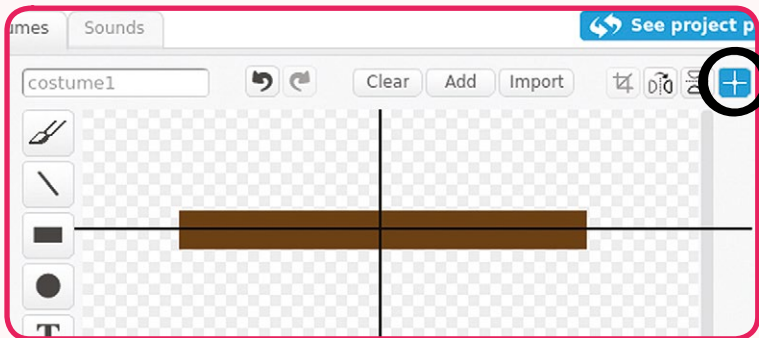 umes
Sounds
See project p
costume1
Clear
Add
Import
T